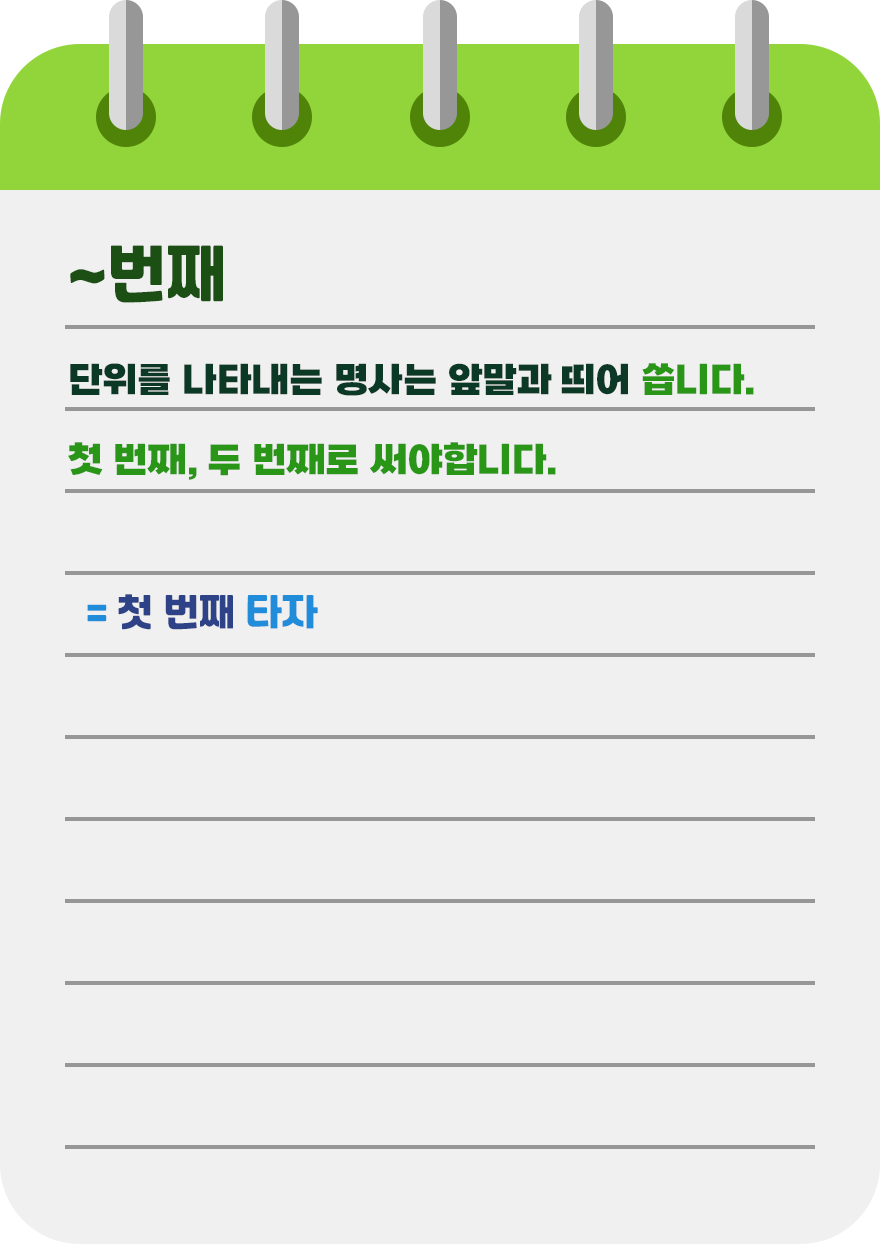 ~번째
단위를 나타내는 명사는 앞말과 띄어 씁니다.
첫 번째, 두 번째로 써야합니다.
= 첫 번째 타자